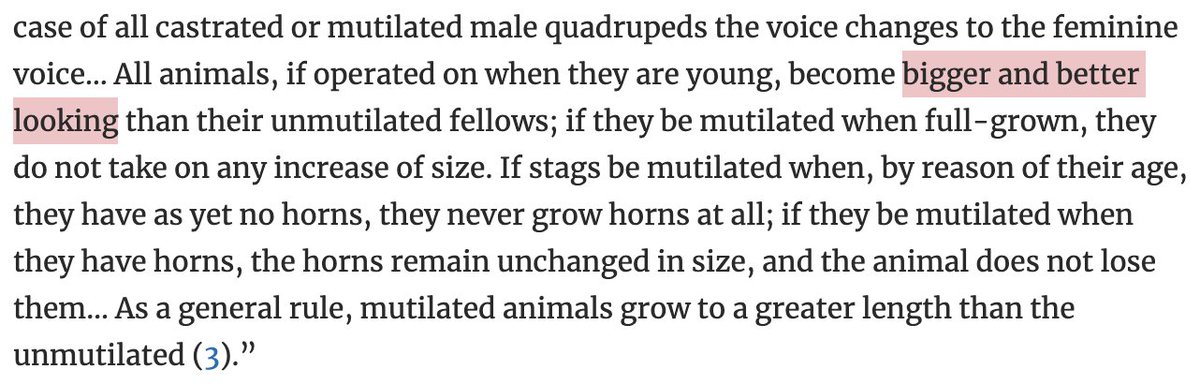 case of all castrated or mutilated male quadrupeds the voice changes to the feminine
voice… All animals, if operated on when they are young, become bigger and better
looking than their unmutilated fellows; if they be mutilated when full-grown, they
do not take on any increase of size. If stags be mutilated when, by reason of their age,
they have as yet no horns, they never grow horns at all; if they be mutilated when
they have horns, the horns remain unchanged in size, and the animal does not lose
them… As a general rule, mutilated animals grow to a greater length than the
unmutilated (3).”